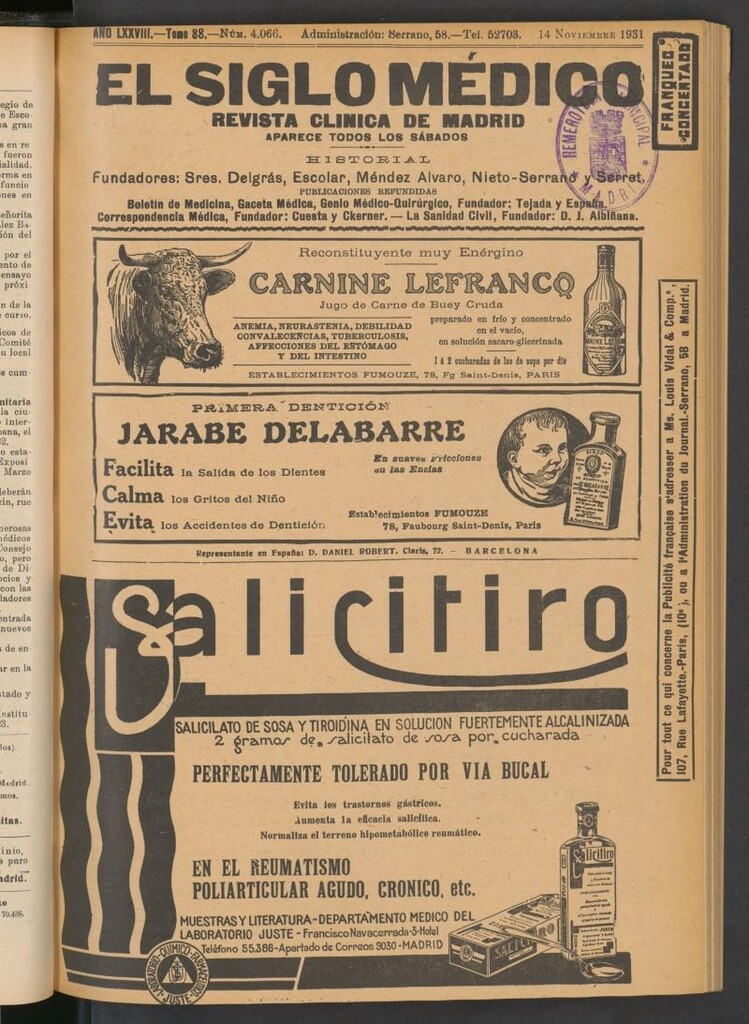 AÑO LXXVIII.—Tomo 88.—NÚM. 4.066. Administración: Serrano, 58.—Tel. 52703. 14 NOVIEMBRE 1931
EL SIGLO MÉDICO
REVISTA CLINICA DE MADRID
APARECE TODOS LOS SÁBADOS
HISTORIAL
Fundadores: Sres. Delgrás, Escolar, Méndez Alvaro, Nieto-Serrano y Serret.
PUBLICACIONES REFUNDIDAS
Boletín de Medicina, Gaceta Médica, Genio Médico-Quirúrgico, Fundador: Tejada y España.
Correspondencia Médica, Fundador: Cuesta y Ckerner. — La Sanidad Civil, Fundador: D. J. Albiñana.
FRANQUEO
CONCERTADO
HEMEROTECA MUNICIPAL
MADRID
Reconstituyente muy Enérgino
CARNINE LEFRANCQ
Jugo de Carne de Buey Cruda
ANEMIA, NEURASTENIA, DEBILIDAD
CONVALECENCIAS, TUBERCULOSIS,
AFFECCIONES DEL ESTÓMAGO
Y DEL INTESTINO
preparado en frío y concentrado
en el vacío,
en solución sacaro-glicerinada
1 á 2 cucharadas de las de sopa por día
ESTABLECIMIENTOS FUMOUZE, 78, Fg Saint-Denis, PARIS
PRIMERA DENTICIÓN
JARABE DELABARRE
Facilita la Salida de los Dientes
Calma los Gritos del Niño
Evita los Accidentes de Dentición
En suaves Fricciones
en las Encías
Establecimientos FUMOUZE
78, Faubourg Saint-Denis, Paris
SIROP
DELABARRE
Representante en España: D. DANIEL ROBERT. Claris, 72. - BARCELONA
Pour tout ce qui concerne la Publicité française s'adresser a Ms. Louis Vidal & Comp.ª,
107, Rue Lafayette.-Paris, (10e), ou a l'Administration du Journal.-Serrano, 58 a Madrid.
Salicitiro
SALICILATO DE SOSA Y TIROIDINA EN SOLUCION FUERTEMENTE ALCALINIZADA
2 gramos de salicilato de sosa por cucharada
PERFECTAMENTE TOLERADO POR VIA BUCAL
Evita los trastornos gástricos.
Aumenta la eficacia salicílica.
Normaliza el terreno hipometabólico reumático.
EN EL REUMATISMO
POLIARTICULAR AGUDO, CRONICO, etc.
MUESTRAS Y LITERATURA-DEPARTAMENTO MEDICO DEL
LABORATORIO JUSTE - Francisco Navacerrada-3-Hotel
Teléfono 55.386-Apartado de Correos 9030-MADRID
Salicitiro
JUSTE